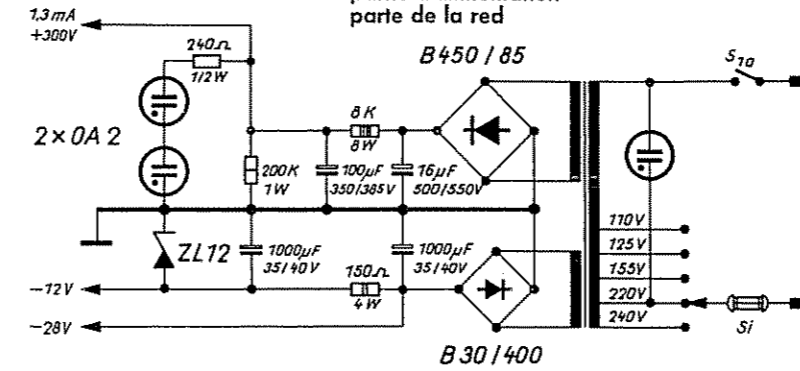 parte de la red
1,3 mA
+300V
240Ω
1/2W
B450/85
S1a
2×0A2
8K
8W
200K
1W
100µF
350/385V
16µF
500/550V
110V
125V
155V
220V
240V
ZL12
1000µF
35/40V
1000µF
35/40V
150Ω
4W
-12V
-28V
Si
B30/400